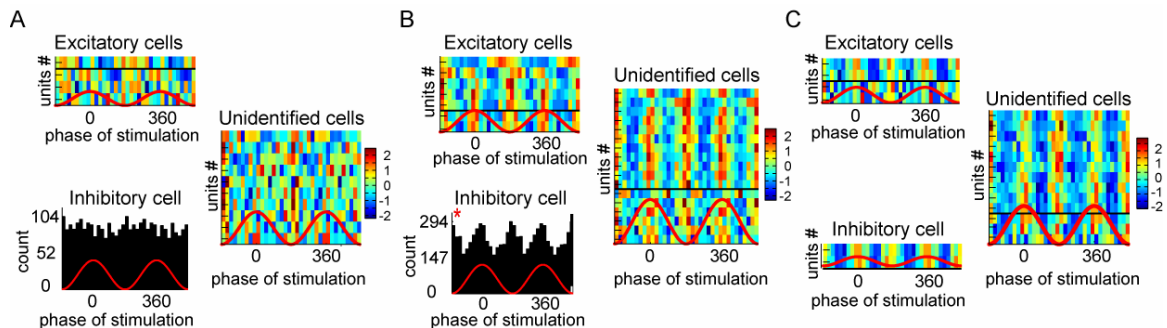 A
Excitatory cells
units #
0
360
phase of stimulation
Unidentified cells
units #
2
1
0
-1
-2
0
360
phase of stimulation
Inhibitory cell
104
52
0
count
0
360
phase of stimulation
B
Excitatory cells
units #
0
360
phase of stimulation
Unidentified cells
units #
2
1
0
-1
-2
0
360
phase of stimulation
Inhibitory cell
294
*
147
0
count
0
360
phase of stimulation
C
Excitatory cells
units #
0
360
phase of stimulation
Unidentified cells
units #
2
1
0
-1
-2
0
360
phase of stimulation
Inhibitory cell
units #
0
360
phase of stimulation